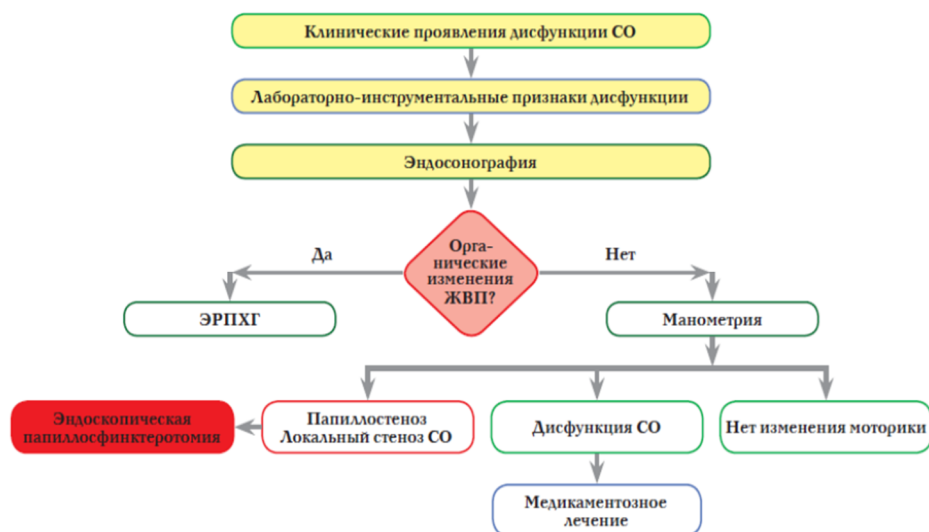 Клинические проявления дисфункции СО
Лабораторно-инструментальные признаки дисфункции
Эндосонография
Орга-
нические
изменения
ЖВП?
Да
Нет
ЭРПХГ
Манометрия
Эндоскопическая
папиллосфинктеротомия
Папиллостеноз
Локальный стеноз СО
Дисфункция СО
Нет изменения моторики
Медикаментозное
лечение